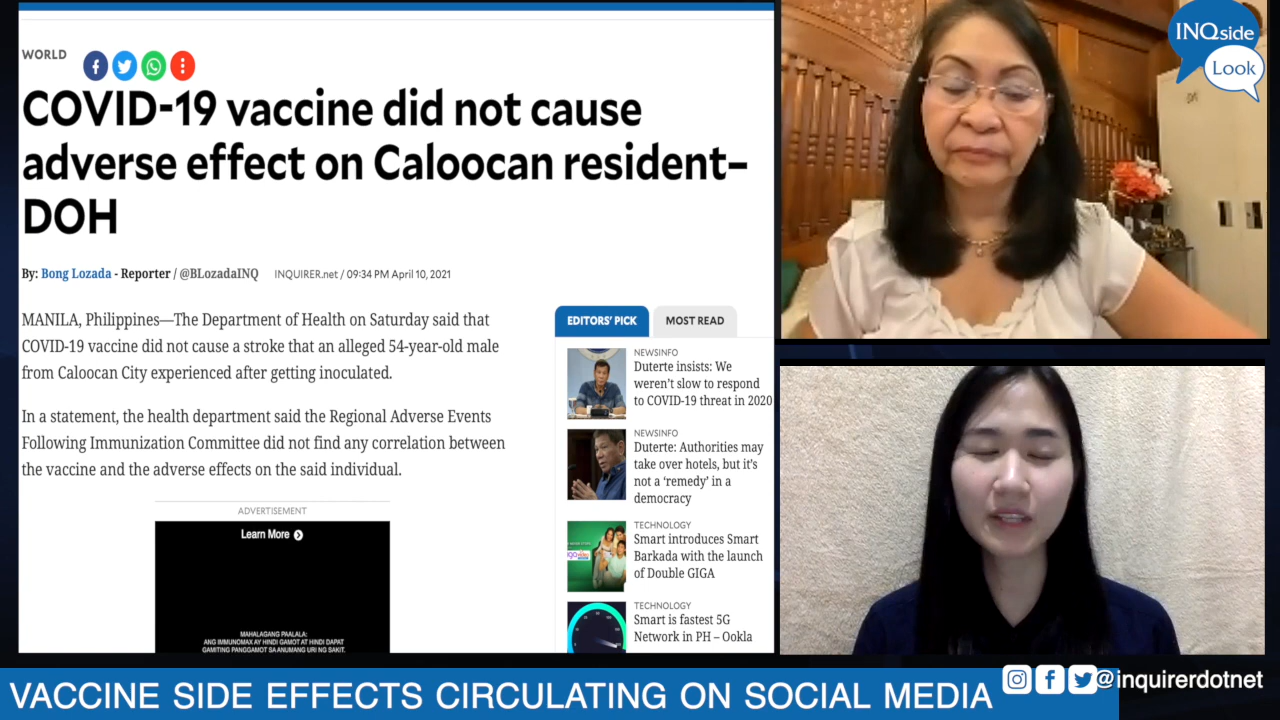 WORLD
COVID-19 vaccine did not cause
adverse effect on Caloocan resident–
DOH
By: Bong Lozada - Reporter / @BLozadaINQ INQUIRER.net / 09:34 PM April 10, 2021
MANILA, Philippines—The Department of Health on Saturday said that
COVID-19 vaccine did not cause a stroke that an alleged 54-year-old male
from Caloocan City experienced after getting inoculated.
In a statement, the health department said the Regional Adverse Events
Following Immunization Committee did not find any correlation between
the vaccine and the adverse effects on the said individual.
ADVERTISEMENT
Learn More
MAHALAGANG PAALALA:
ANG IMMUNOMAX AY HINDI GAMOT AT HINDI DAPAT
GAMITING PANGGAMOT SA ANUMANG URI NG SAKIT.
EDITORS' PICK
MOST READ
NEWSINFO
Duterte insists: We
weren't slow to respond
to COVID-19 threat in 2020
NEWSINFO
Duterte: Authorities may
take over hotels, but it's
not a 'remedy' in a
democracy
TECHNOLOGY
Smart introduces Smart
Barkada with the launch
of Double GIGA
TECHNOLOGY
Smart is fastest 5G
Network in PH – Ookla
INQside
Look
VACCINE SIDE EFFECTS CIRCULATING ON SOCIAL MEDIA
@inquirerdotnet